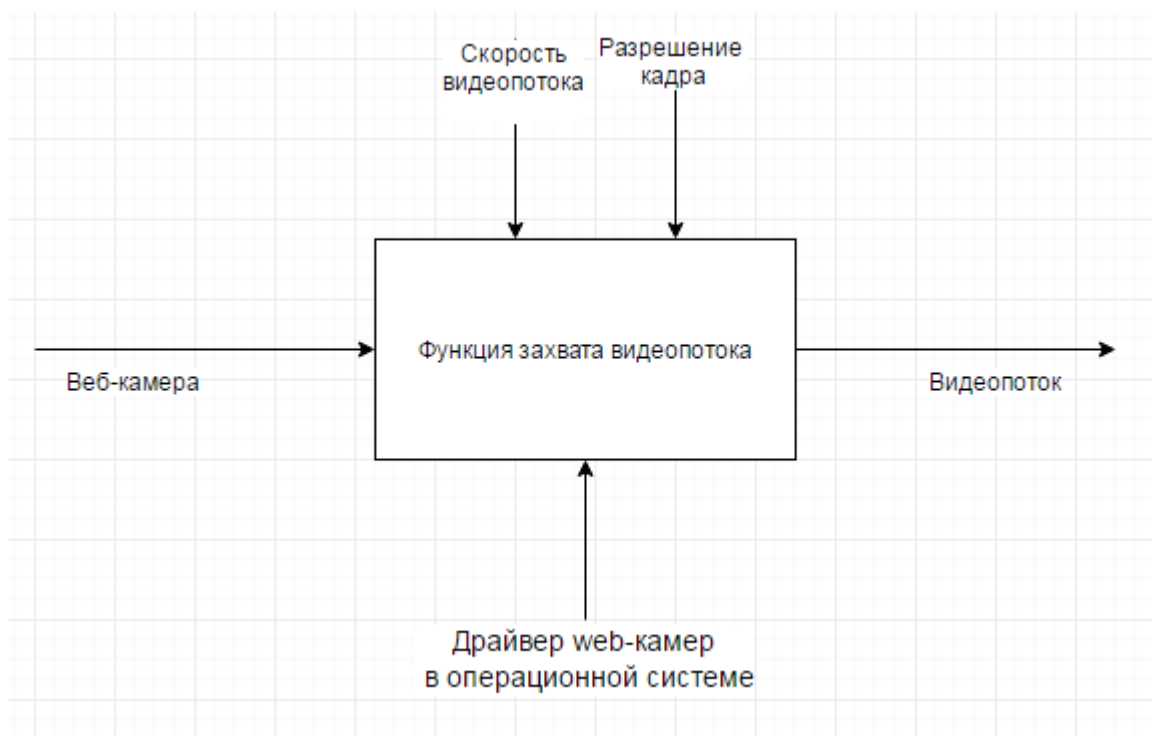 Скорость
видеопотока
Разрешение
кадра
Функция захвата видеопотока
Веб-камера
Видеопоток
Драйвер web-камер
в операционной системе